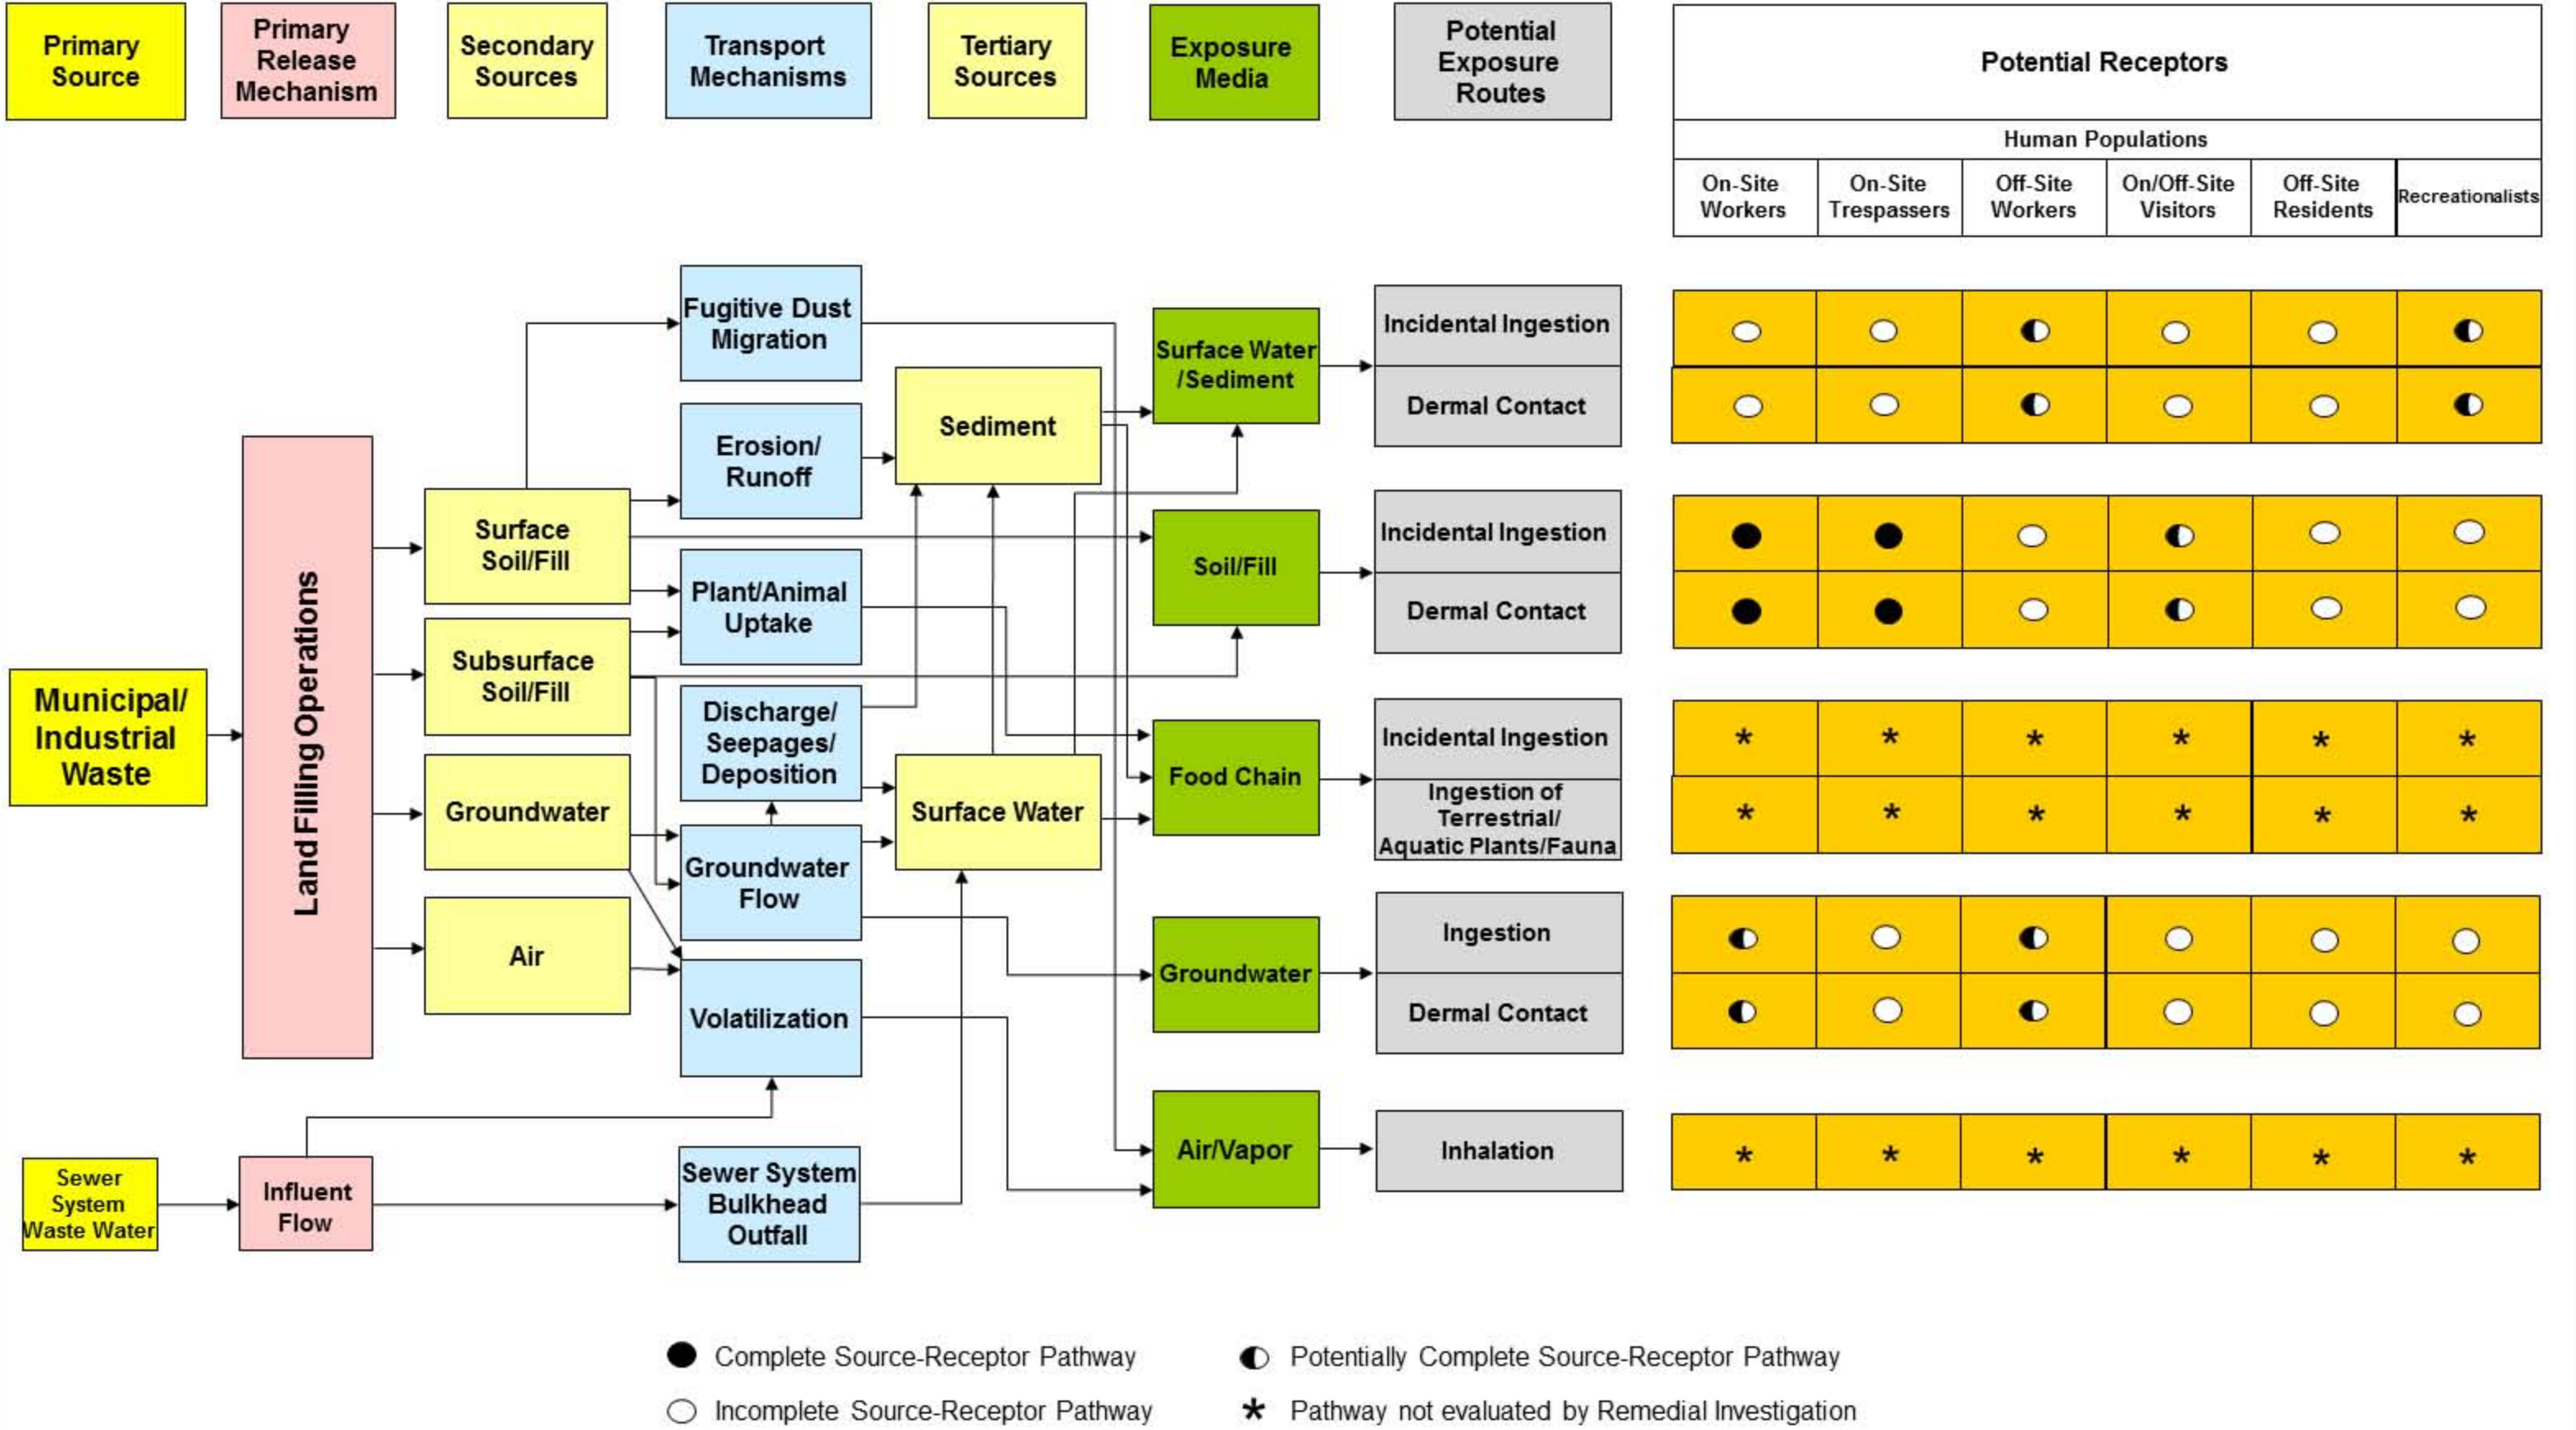 Primary
Source
Primary
Release
Mechanism
Secondary
Sources
Transport
Mechanisms
Tertiary
Sources
Exposure
Media
Potential
Exposure
Routes
Potential Receptors
Human Populations
On-Site
Workers
On-Site
Trespassers
Off-Site
Workers
On/Off-Site
Visitors
Off-Site
Residents
Recreationalists
Municipal/
Industrial
Waste
Land Filling Operations
Surface
Soil/Fill
Subsurface
Soil/Fill
Groundwater
Air
Fugitive Dust
Migration
Erosion/
Runoff
Plant/Animal
Uptake
Discharge/
Seepages/
Deposition
Groundwater
Flow
Volatilization
Sediment
Surface Water
Surface Water
/Sediment
Incidental Ingestion
Dermal Contact
Soil/Fill
Incidental Ingestion
Dermal Contact
Food Chain
Incidental Ingestion
Ingestion of
Terrestrial/
Aquatic Plants/Fauna
* * * * * *
* * * * * *
Groundwater
Ingestion
Dermal Contact
Air/Vapor
Inhalation
* * * * * *
Sewer
System
Waste Water
Influent
Flow
Sewer System
Bulkhead
Outfall
Complete Source-Receptor Pathway
Potentially Complete Source-Receptor Pathway
Incomplete Source-Receptor Pathway
* Pathway not evaluated by Remedial Investigation